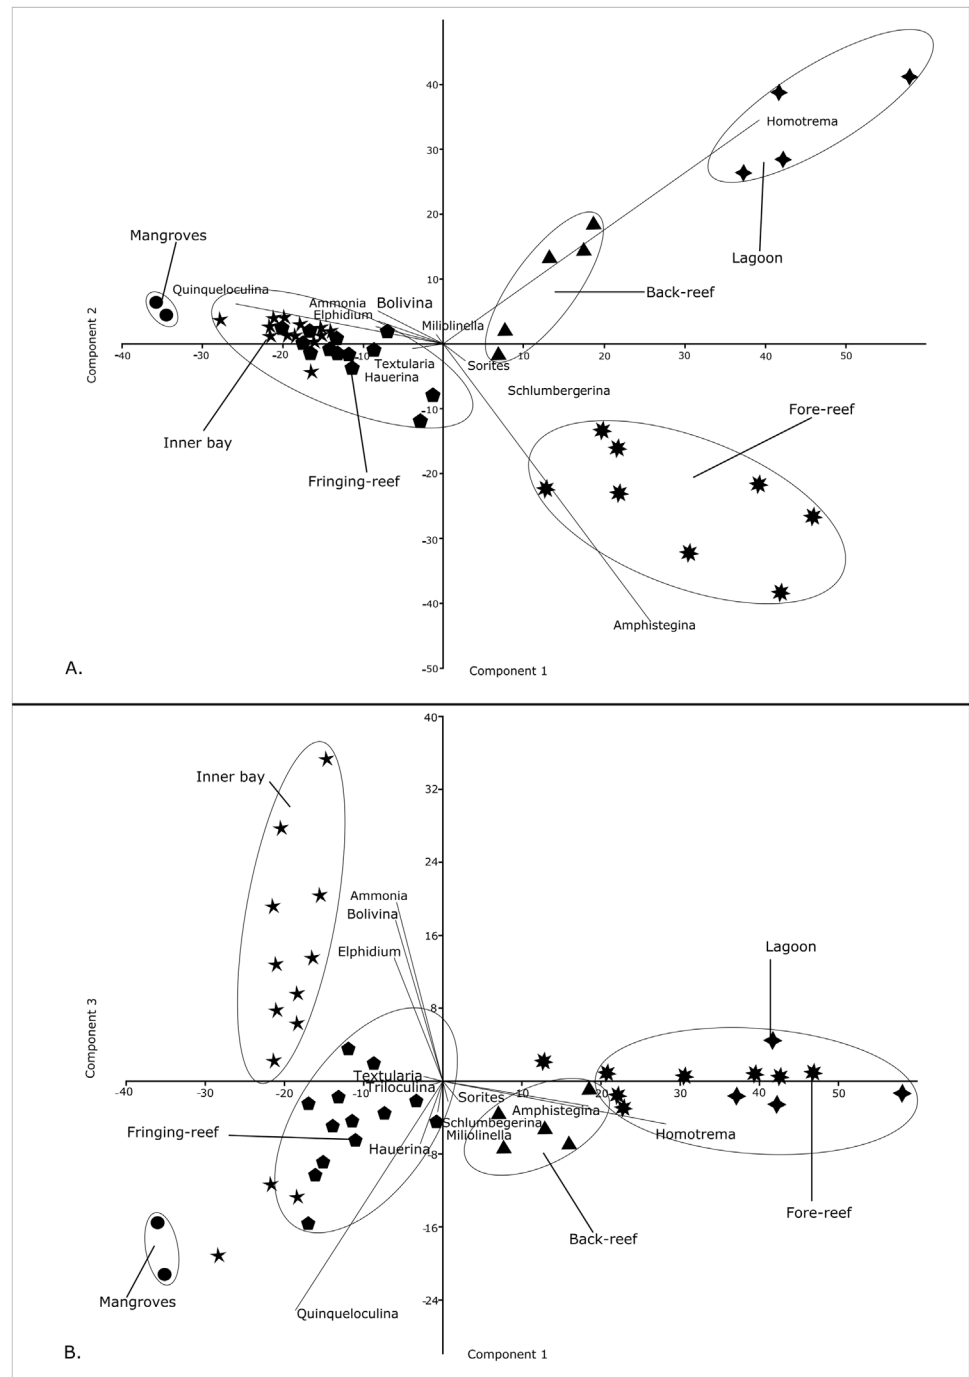 40
Homotrema
30
20
Mangroves
Lagoon
10
Quinqueloculina
Back-reef
Ammonia
Bolivina
Elphidium
Miliolinella
Component 2
-40
-30
-20
-10
10
20
30
40
50
Textularia
Sorites
Hauerina
Schlumbergerina
-10
Fore-reef
Inner bay
-20
Fringing-reef
-30
-40
Amphistegina
A.
-50
Component 1
40
Inner bay
32
24
Ammonia
Bolivina
16
Elphidium
Lagoon
8
Component 3
Textularia
-40
-20
-10
Triloculina
10
20
30
40
50
Sorites
Amphistegina
Schlumbegerina
Fringing-reef
Miliolinella
Homotrema
Hauerina
-8
Fore-reef
-16
Back-reef
Mangroves
-24
Quinqueloculina
B.
Component 1